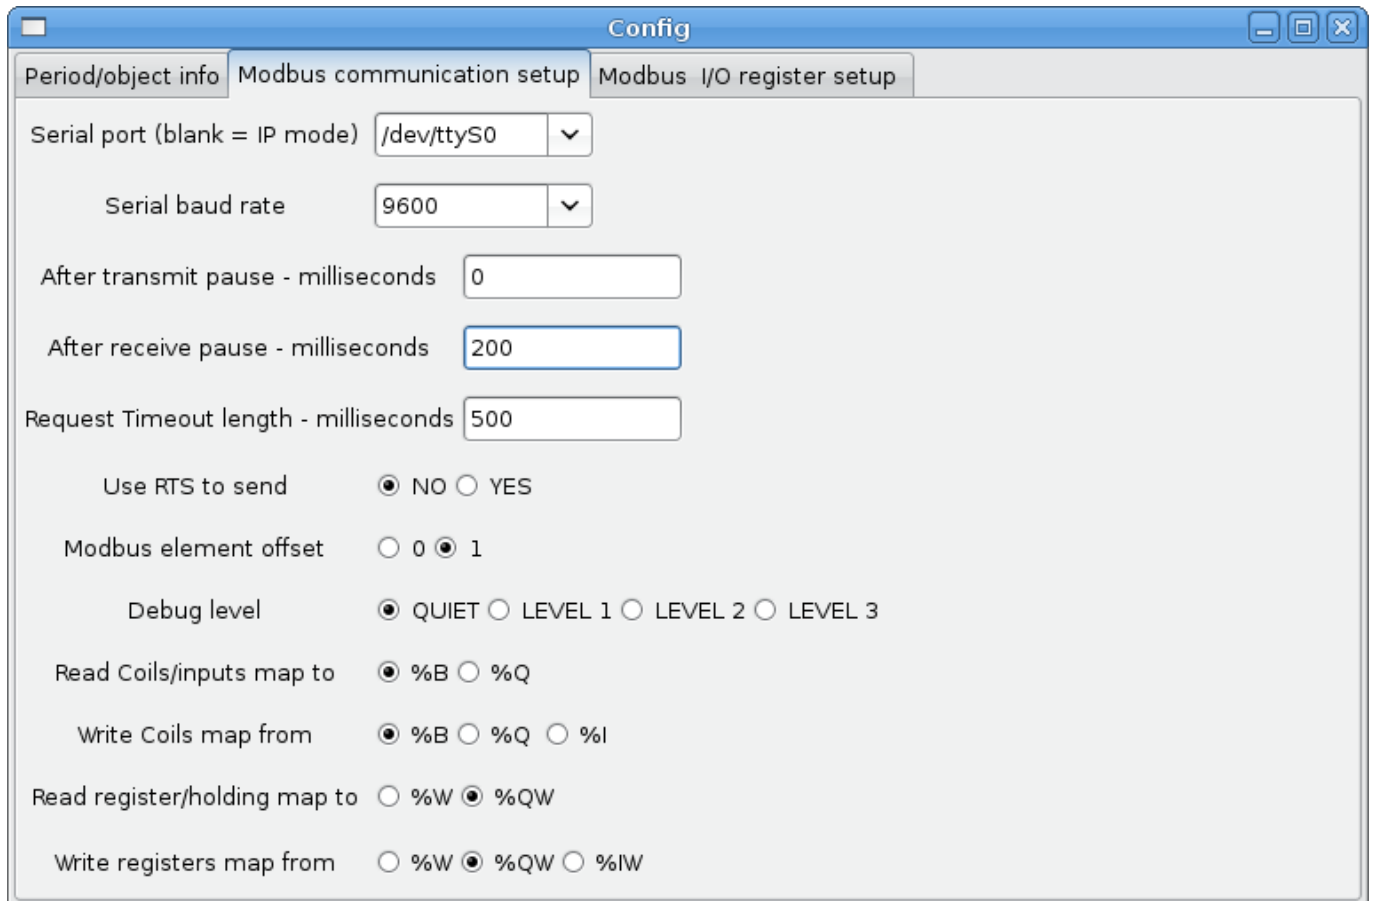 Config
Period/object info Modbus communication setup Modbus  I/O register setup
Serial port (blank = IP mode) /dev/ttyS0
Serial baud rate 9600
After transmit pause - milliseconds 0
After receive pause - milliseconds 200
Request Timeout length - milliseconds 500
Use RTS to send NO YES
Modbus element offset 0 1
Debug level QUIET LEVEL 1 LEVEL 2 LEVEL 3
Read Coils/inputs map to %B %Q
Write Coils map from %B %Q %I
Read register/holding map to %W %QW
Write registers map from %W %QW %IW